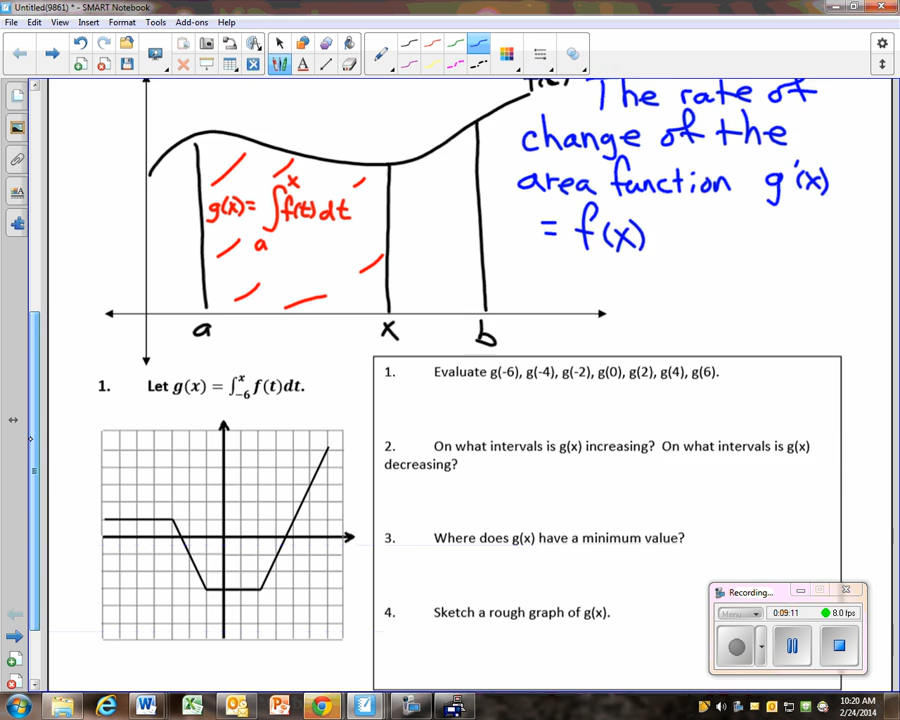 Untitled(9861) * - SMART Notebook
File Edit View Insert Format Tools Add-ons Help
The rate of
change of the
area function g'(x)
= f(x)
g(x) = ∫ₐˣ f(t) dt
a x b
1. Let g(x) = ∫₋₆ˣ f(t)dt.
1. Evaluate g(-6), g(-4), g(-2), g(0), g(2), g(4), g(6).
2. On what intervals is g(x) increasing? On what intervals is g(x)
decreasing?
3. Where does g(x) have a minimum value?
4. Sketch a rough graph of g(x).
Recording...
Menu 0:09:11 8.0 fps
10:20 AM
2/24/2014